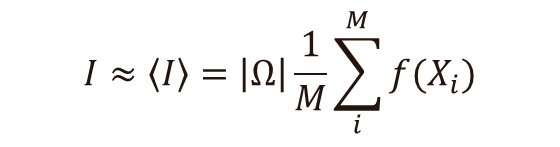 I ≈ ⟨I⟩ = |Ω| 1/M ∑_i^M f(X_i)